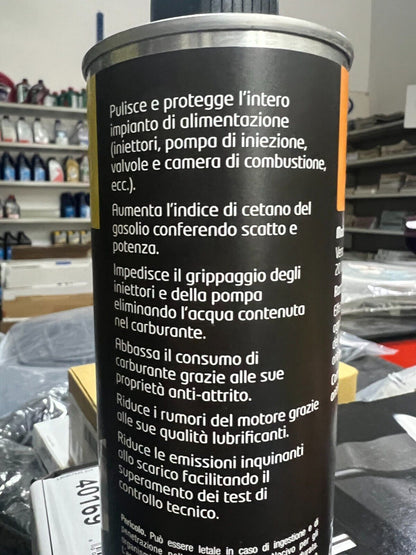 Pulisce e protegge l'intero
impianto di alimentazione
(iniettori, pompa di iniezione,
valvole e camera di combustione,
ecc.).
Aumenta l'indice di cetano del
gasolio conferendo scatto e
potenza.
Impedisce il grippaggio degli
iniettori e della pompa
eliminando l'acqua contenuta
nel carburante.
Abbassa il consumo di
carburante grazie alle sue
proprietà anti-attrito.
Riduce i rumori del motore grazie
alle sue qualità lubrificanti.
Riduce le emissioni inquinanti
allo scarico facilitando il
superamento dei test di
controllo tecnico.
Pericolo. Può essere letale in caso di ingestione e di
40169